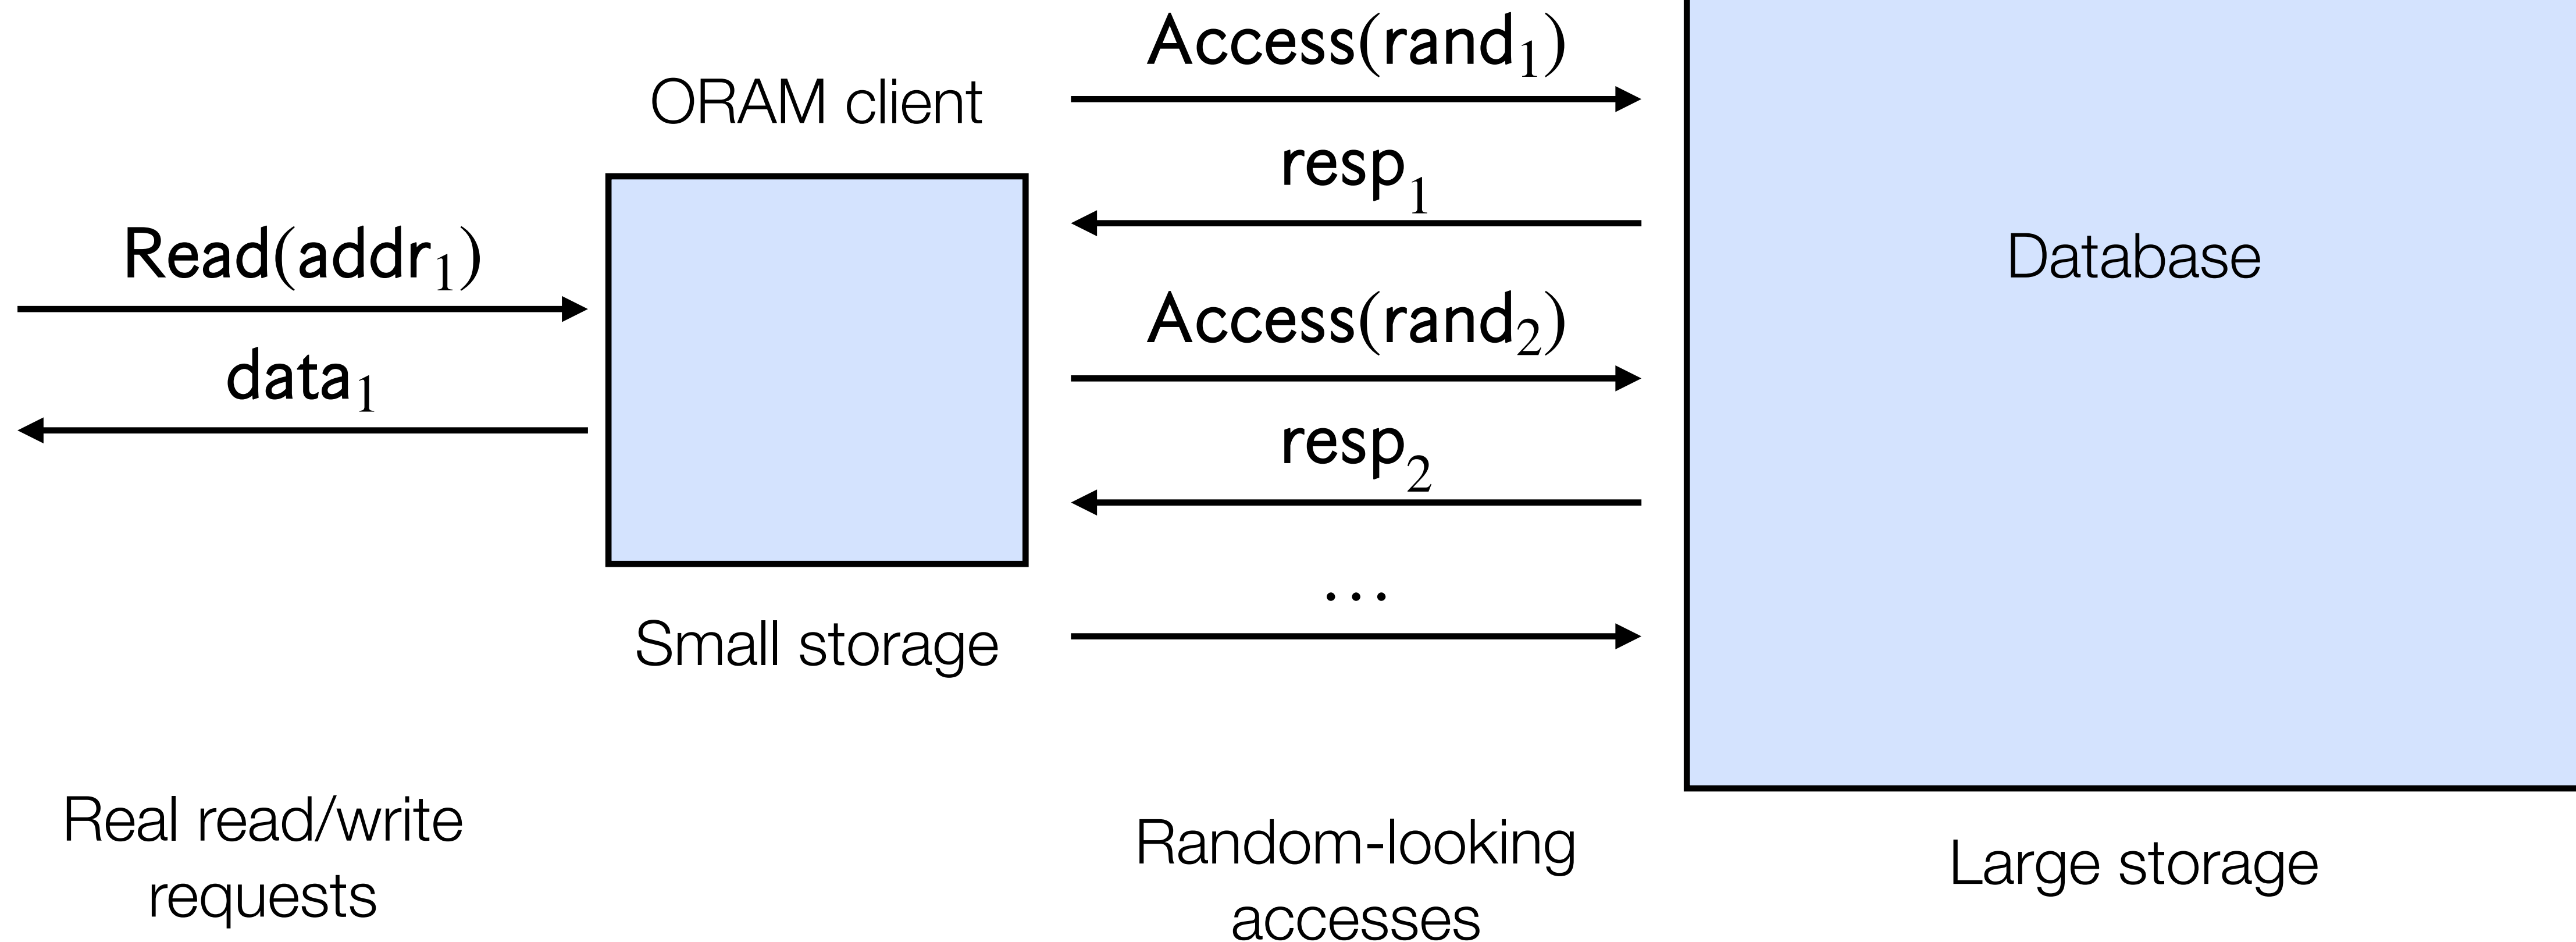 Access(rand₁)
ORAM client
resp₁
Read(addr₁)
Database
Access(rand₂)
data₁
resp₂
...
Small storage
Real read/write
requests
Random-looking
accesses
Large storage